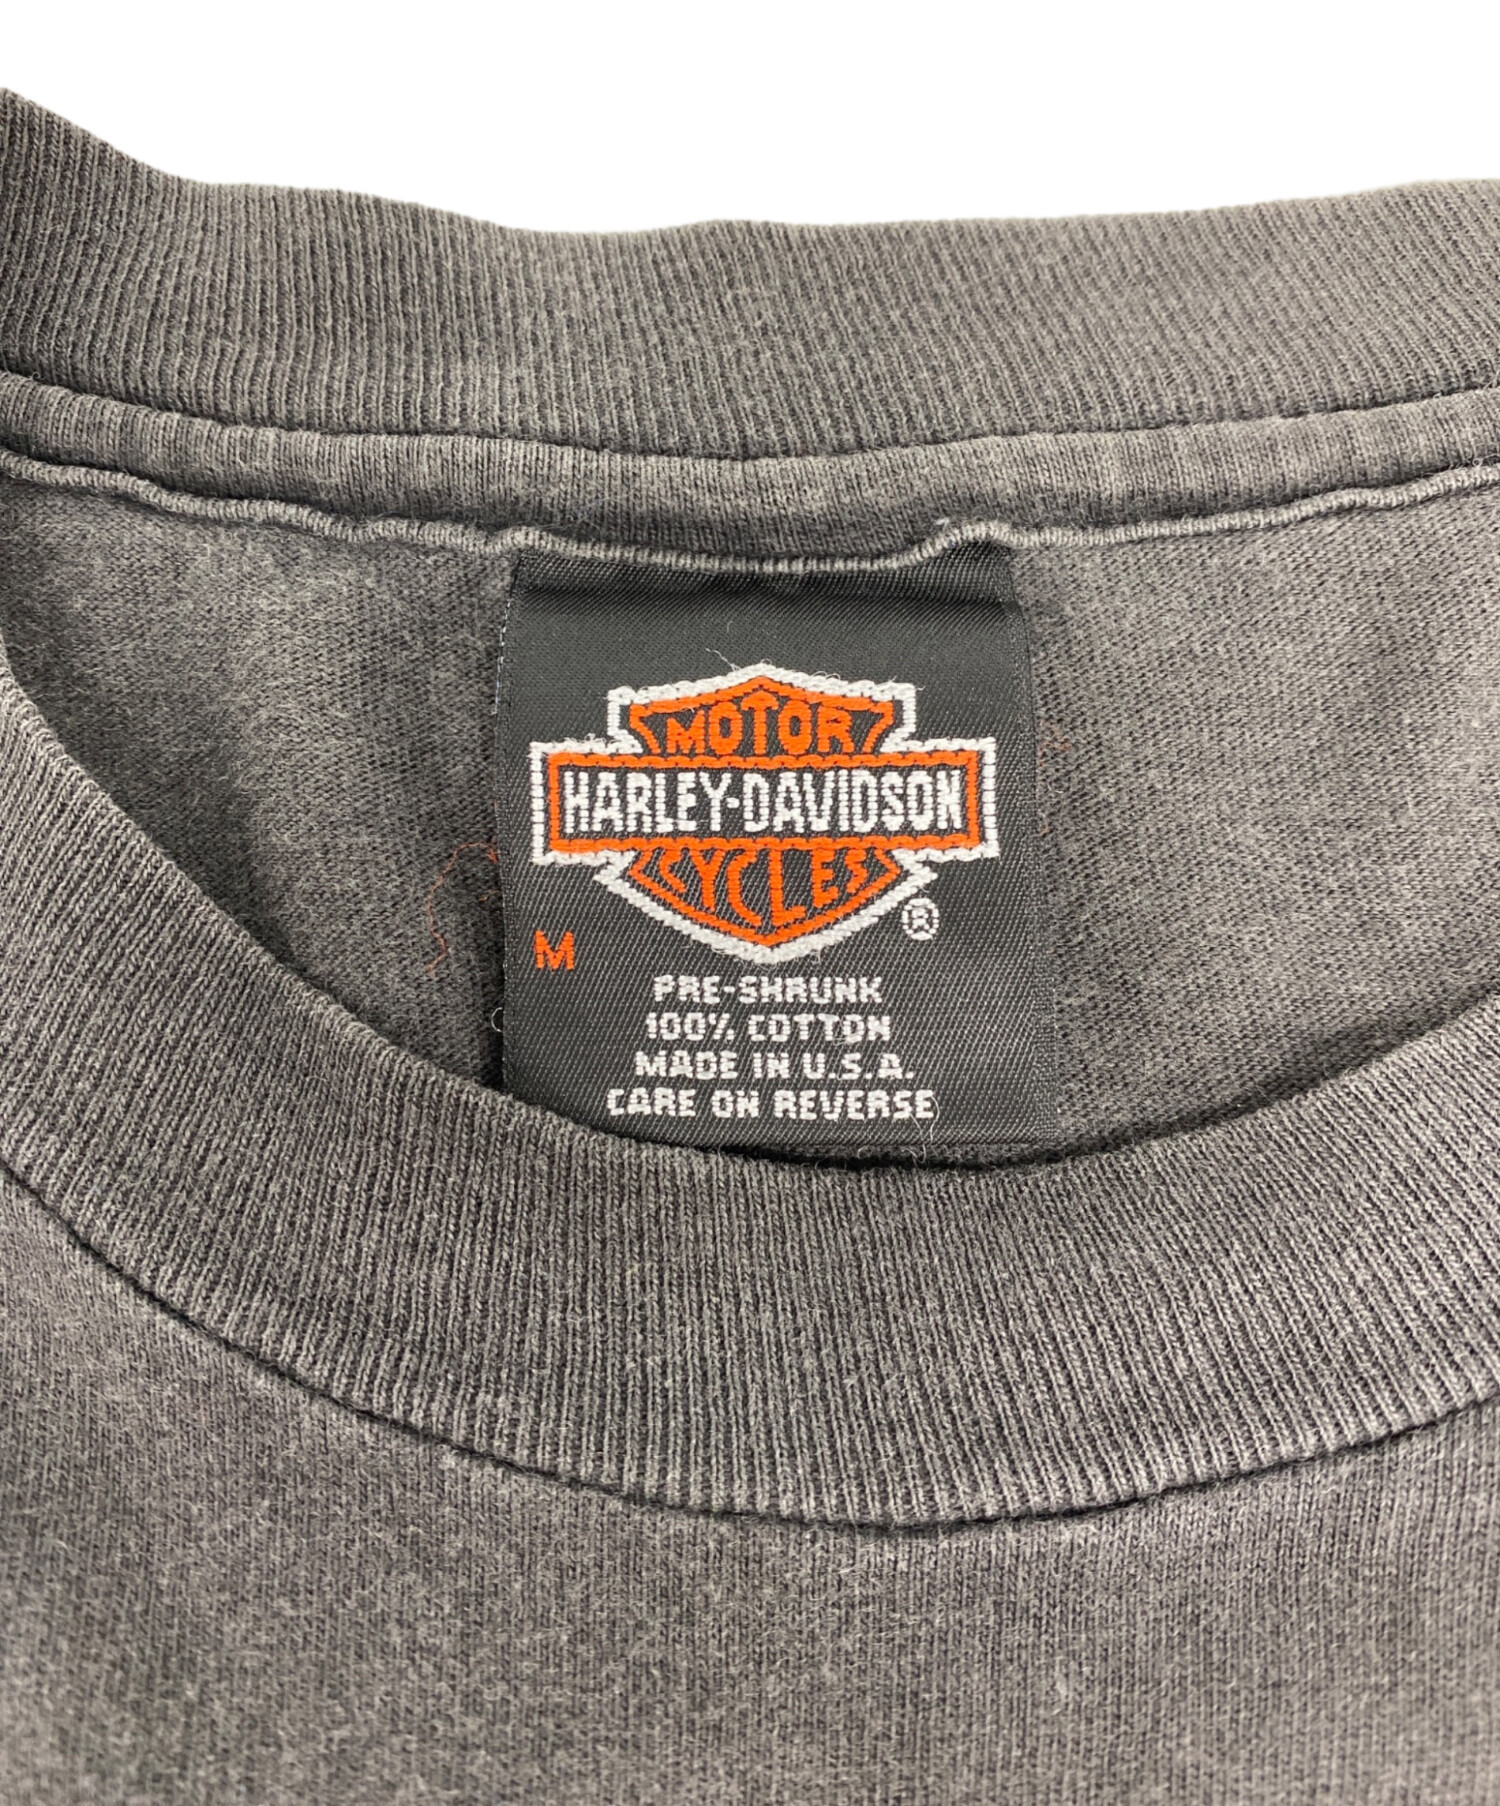 MOTOR
HARLEY-DAVIDSON
CYCLES
®
M
PRE-SHRUNK
100% COTTON
MADE IN U.S.A.
CARE ON REVERSE